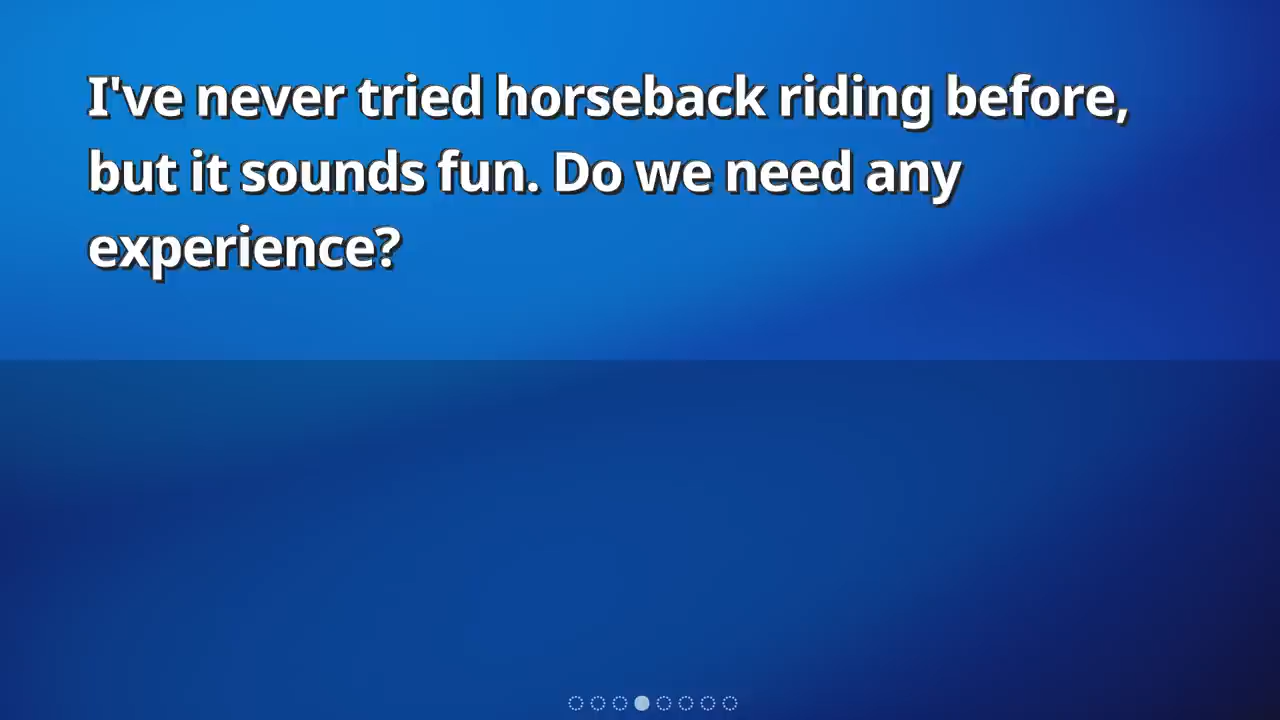 I've never tried horseback riding before,
but it sounds fun. Do we need any
experience?